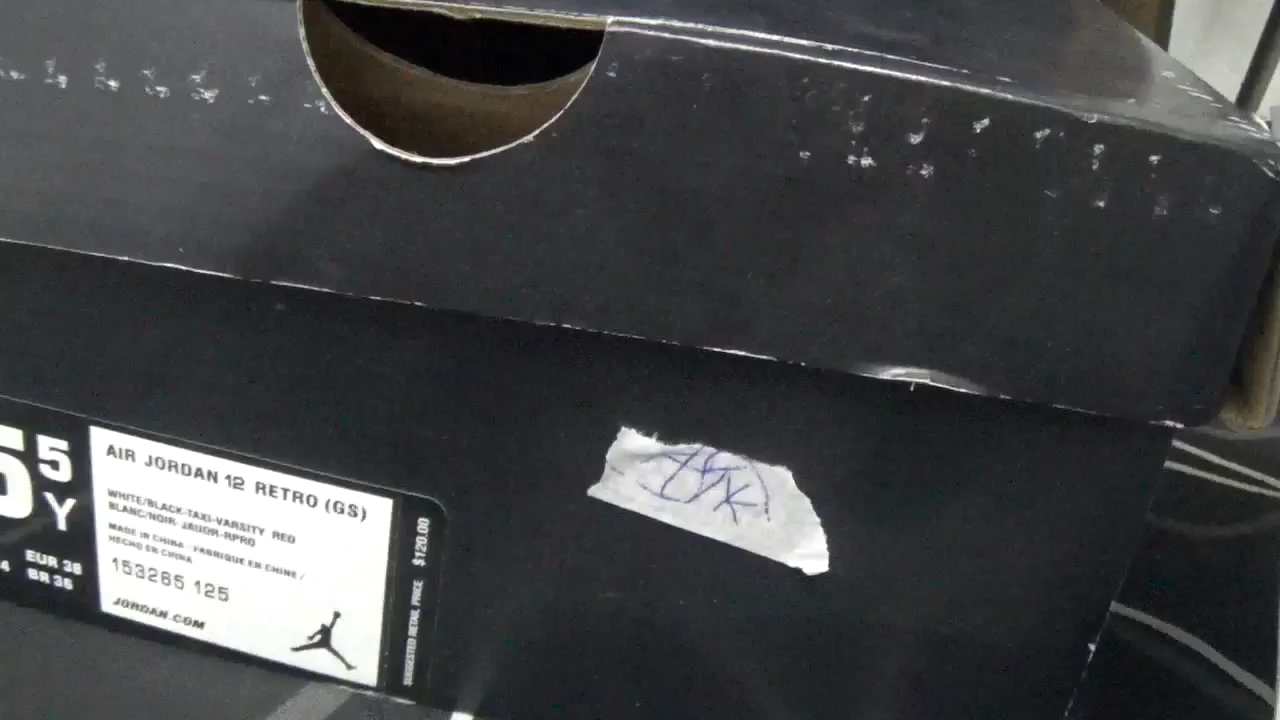 5 5
Y
EUR 38
BR 36
AIR JORDAN 12 RETRO (GS)
WHITE/BLACK-TAXI-VARSITY RED
BLANC/NOIR-JAUDR-RPRO
MADE IN CHINA - FABRIQUE EN CHINE /
HECHO EN CHINA
153265 125
JORDAN.COM
SUGGESTED RETAIL PRICE $120.00